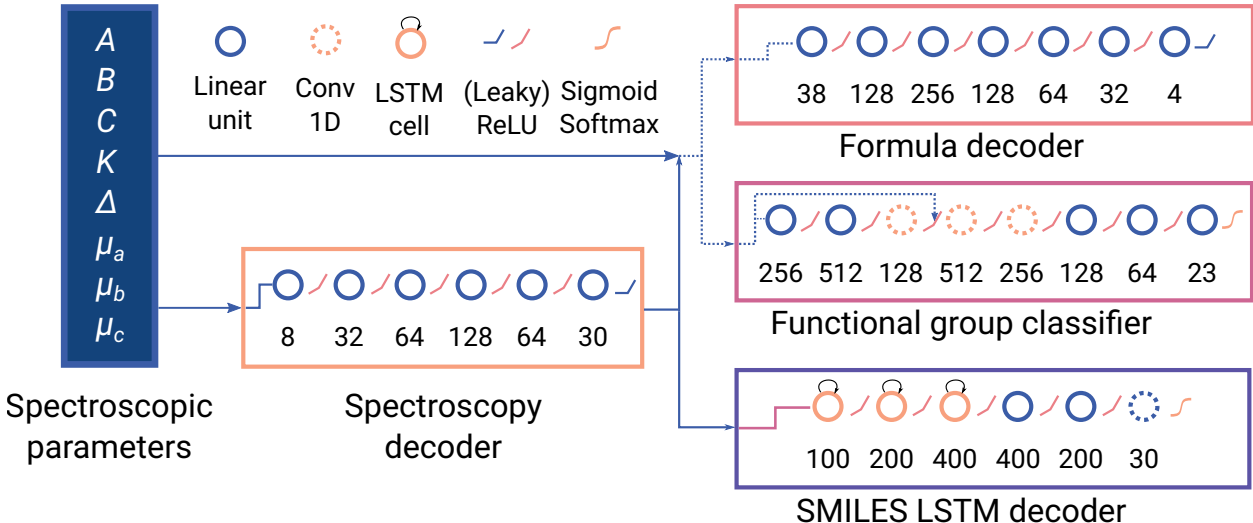 A
B
C
K
Δ
μa
μb
μc
Spectroscopic
parameters
Linear
unit
Conv
1D
LSTM
cell
(Leaky)
ReLU
Sigmoid
Softmax
8 32 64 128 64 30
Spectroscopy
decoder
38 128 256 128 64 32 4
Formula decoder
256 512 128 512 256 128 64 23
Functional group classifier
100 200 400 400 200 30
SMILES LSTM decoder